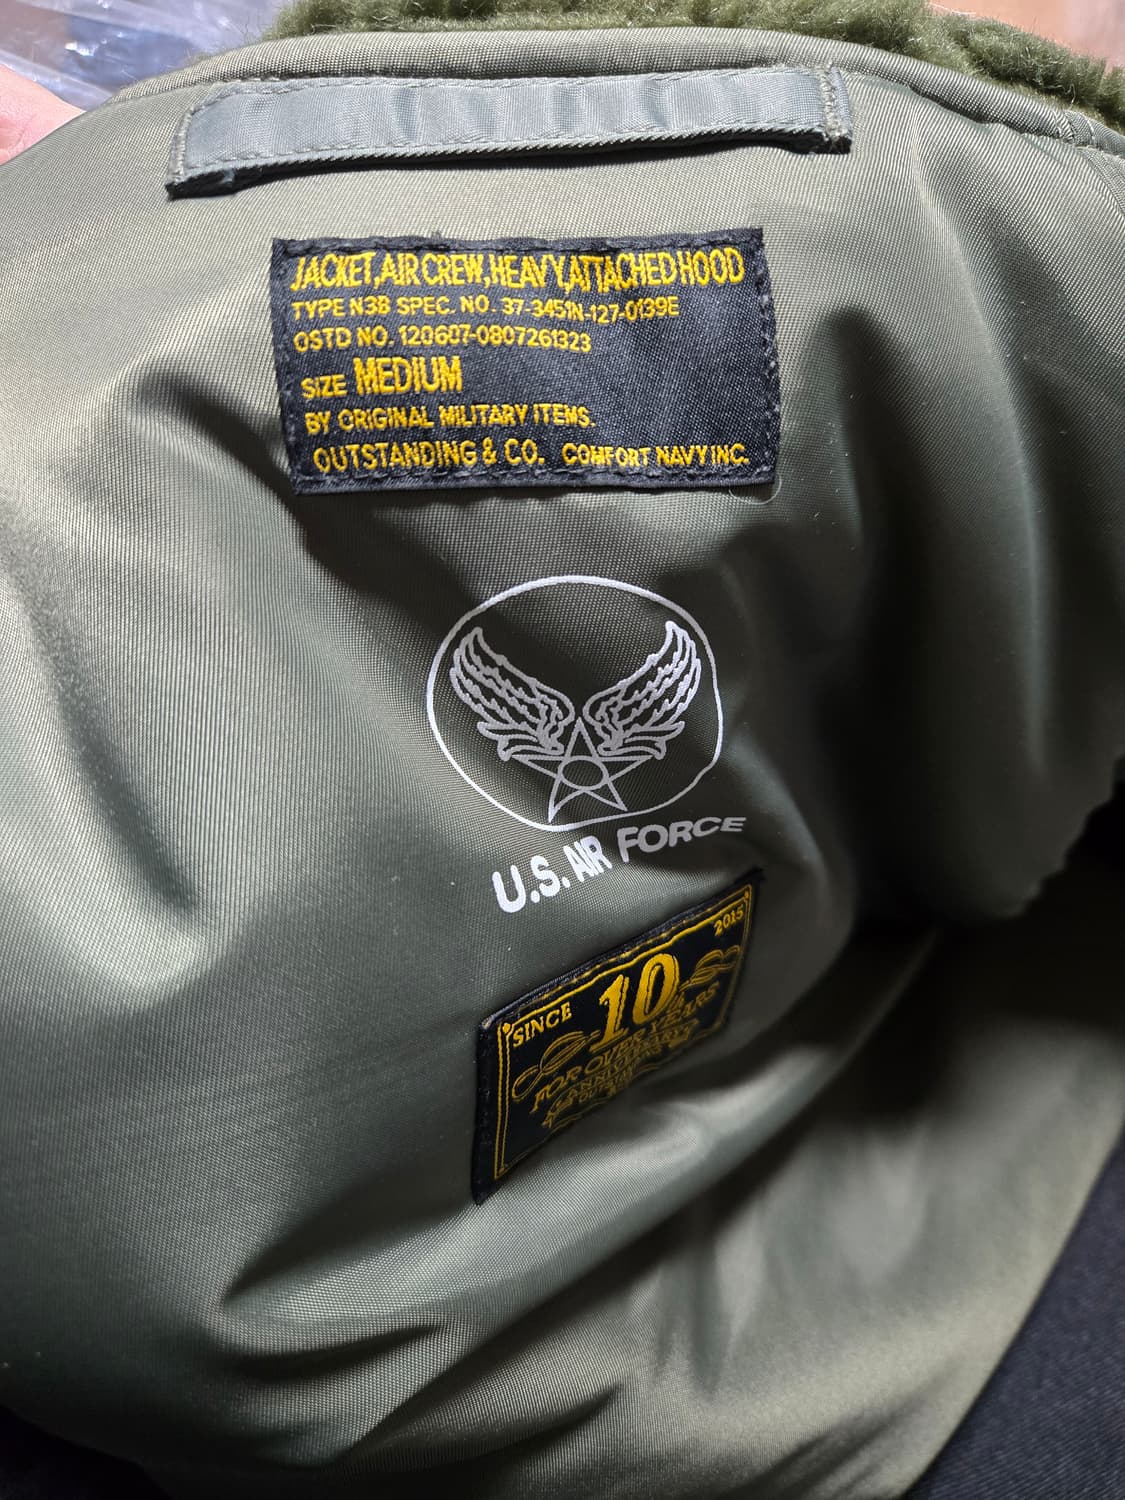 JACKET, AIR CREW, HEAVY, ATTACHED HOOD
TYPE N3B SPEC. NO. 37-3451N-127-0139E
OSTD NO. 120607-0807261323
SIZE MEDIUM
BY ORIGINAL MILITARY ITEMS.
OUTSTANDING & CO. COMFORT NAVY INC.
U.S. AIR FORCE
2015
SINCE 10
FOR OVER YEARS
ANNIVERSARY